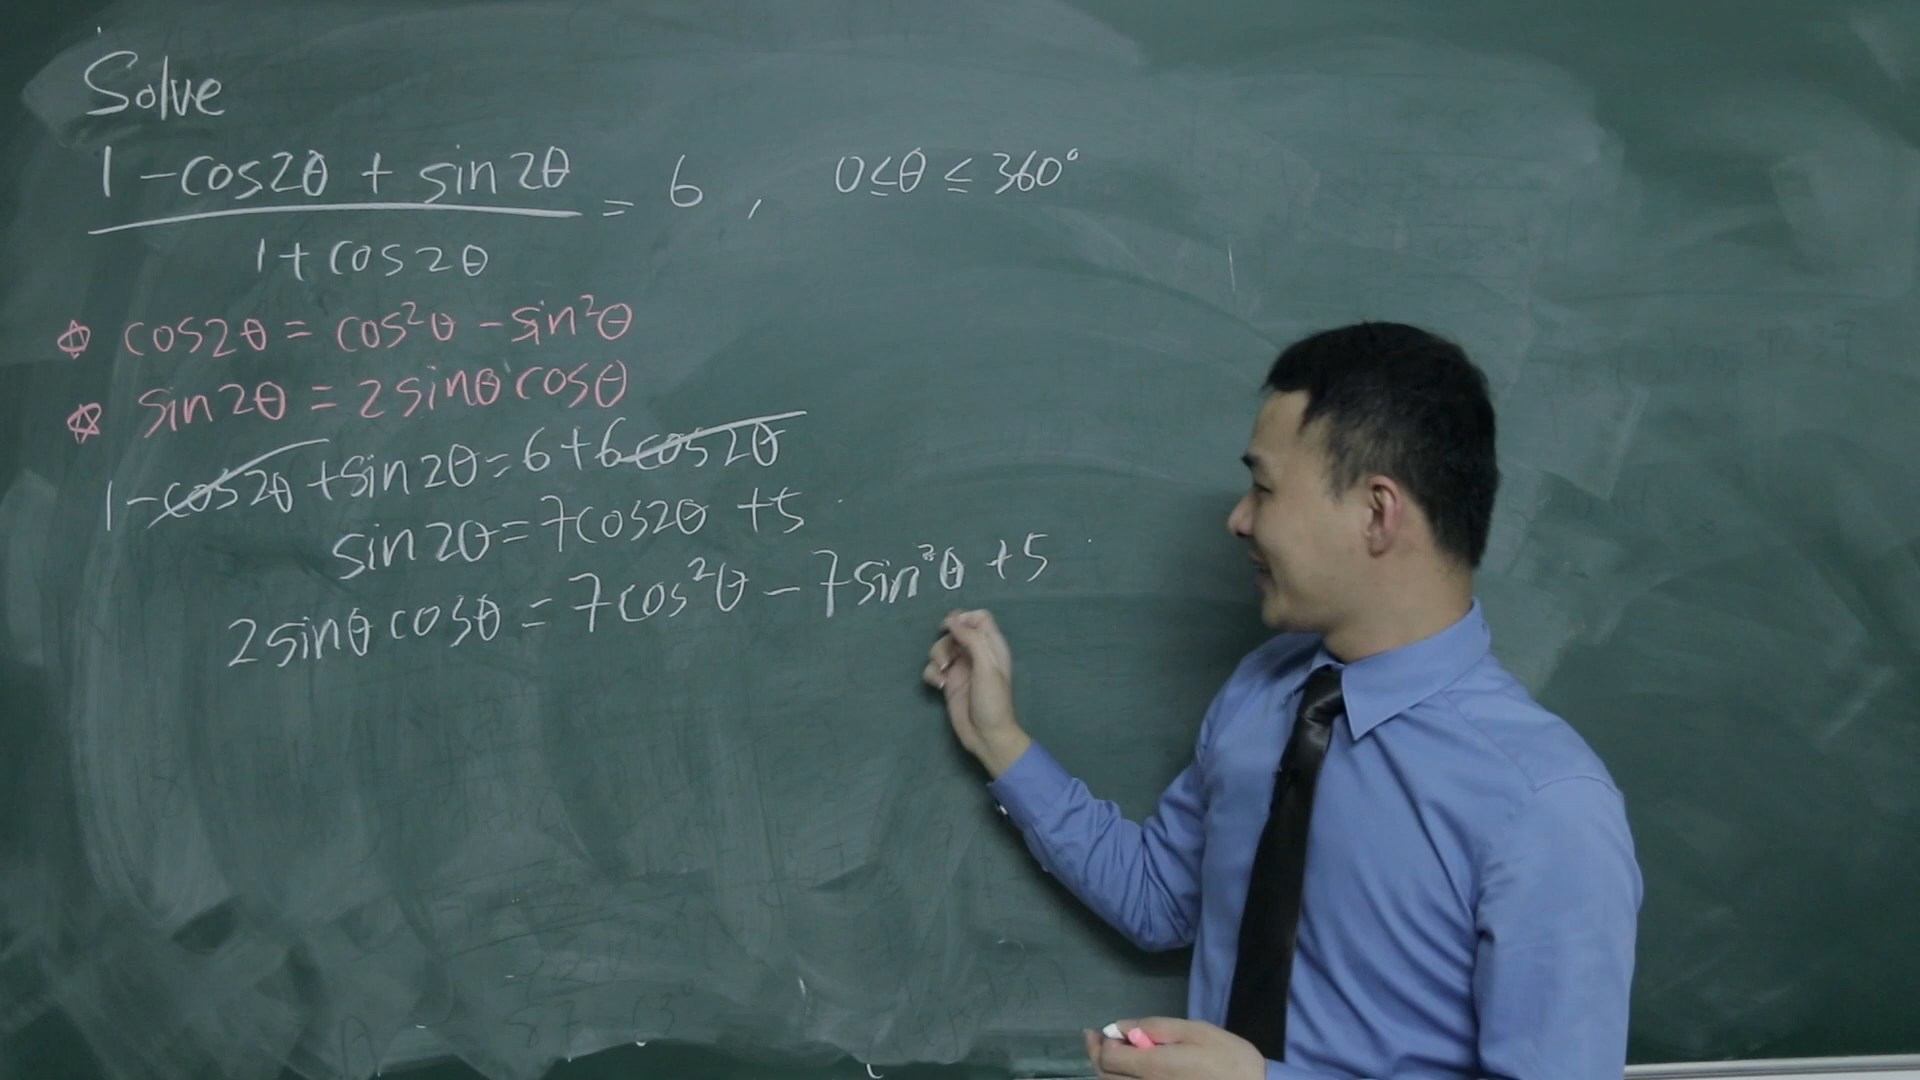 Solve
(1 - cos2θ + sin2θ)/(1 + cos2θ) = 6 , 0 ≤ θ ≤ 360°
☆ cos2θ = cos²θ - sin²θ
☆ sin2θ = 2sinθ cosθ
1 - cos2θ + sin2θ = 6 + 6cos2θ
sin2θ = 7cos2θ + 5
2sinθ cosθ = 7cos²θ - 7sin²θ + 5